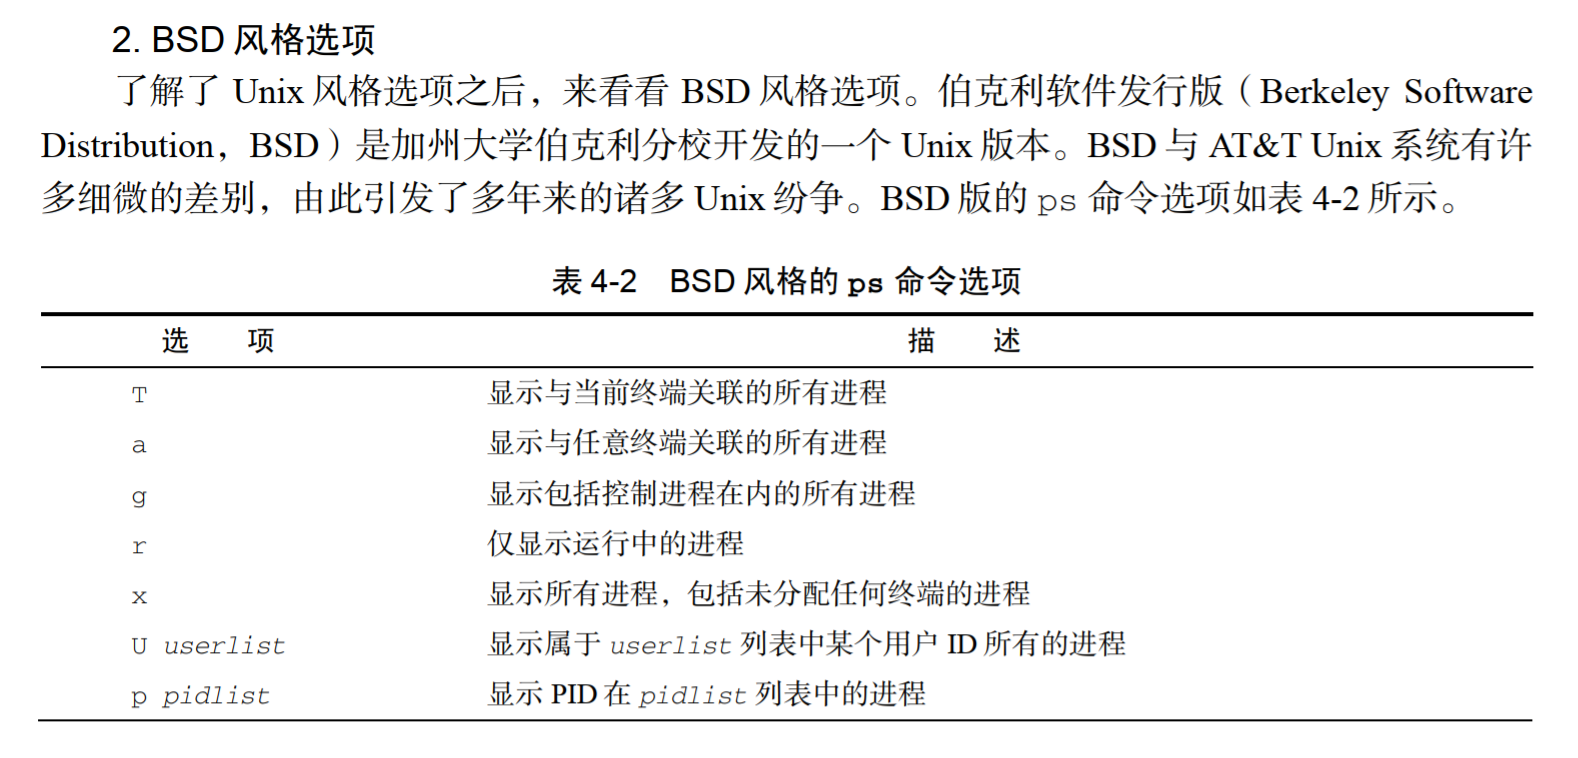 2. BSD 风格选项
了解了 Unix 风格选项之后，来看看 BSD 风格选项。伯克利软件发行版（Berkeley Software
Distribution，BSD）是加州大学伯克利分校开发的一个 Unix 版本。BSD 与 AT&T Unix 系统有许
多细微的差别，由此引发了多年来的诸多 Unix 纷争。BSD 版的 ps 命令选项如表 4-2 所示。
表 4-2 BSD 风格的 ps 命令选项
选 项 描 述
T 显示与当前终端关联的所有进程
a 显示与任意终端关联的所有进程
g 显示包括控制进程在内的所有进程
r 仅显示运行中的进程
x 显示所有进程，包括未分配任何终端的进程
U userlist 显示属于 userlist 列表中某个用户 ID 所有的进程
p pidlist 显示 PID 在 pidlist 列表中的进程